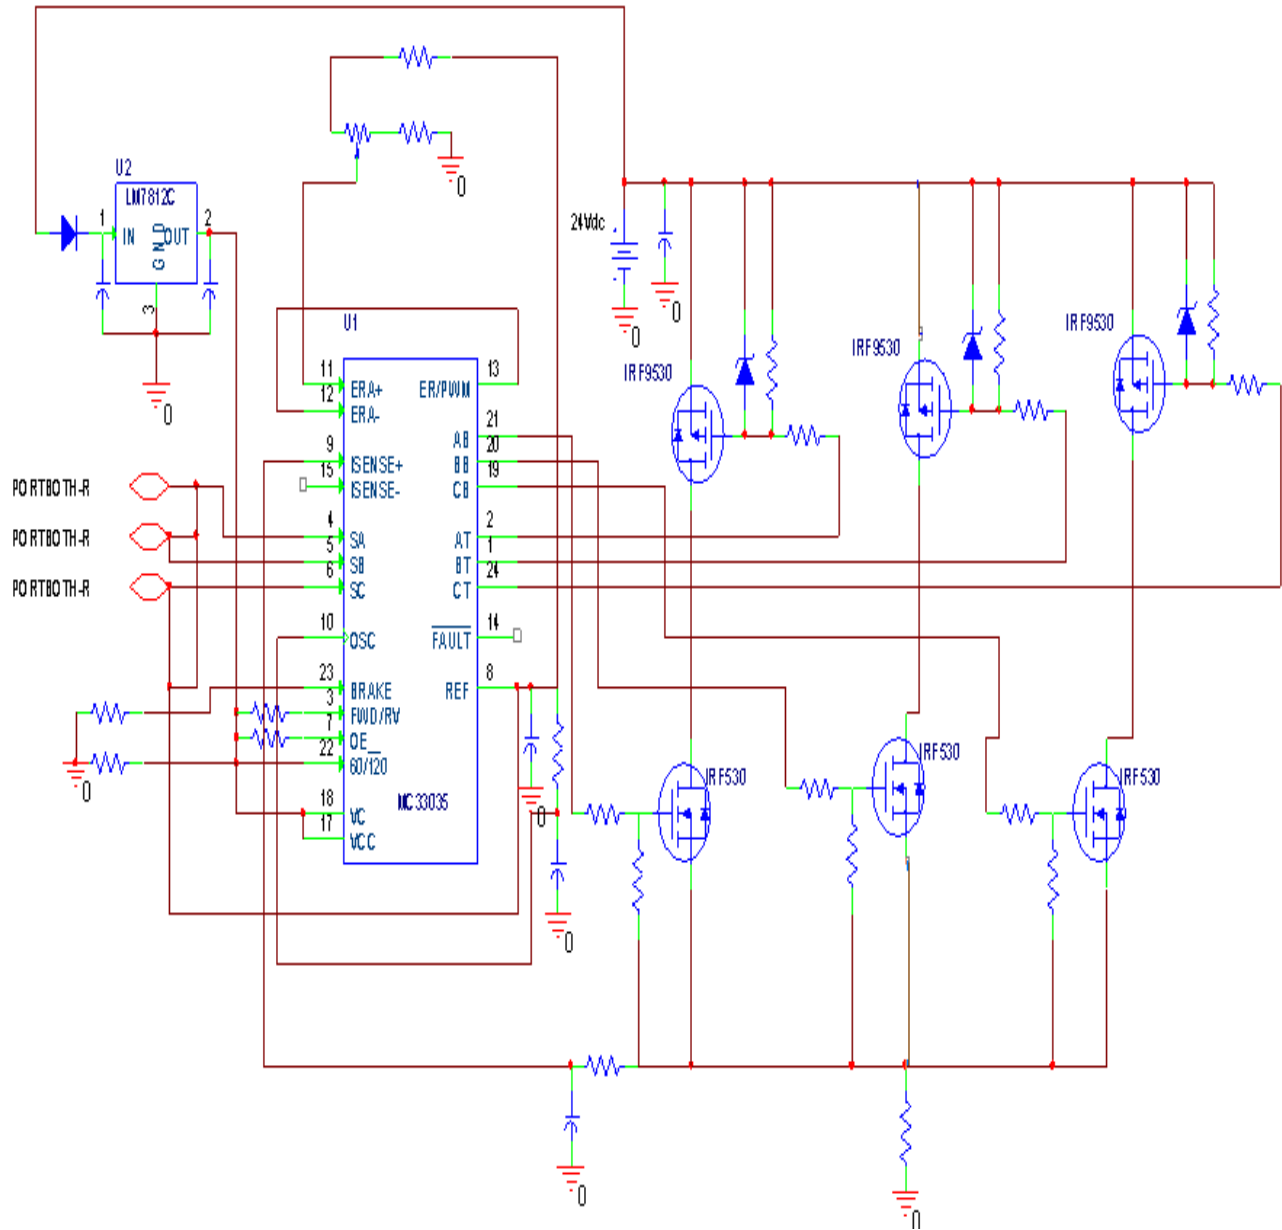 U2
LM7812C
1
IN
GND
OUT
2
3
0
0
24Vdc
0
0
IRF9530
IRF9530
IRF9530
U1
11
ERA+
ER/PWM
13
12
ERA-
21
AB
9
ISENSE+
20
BB
15
ISENSE-
19
CB
PORTBOTH-R
PORTBOTH-R
PORTBOTH-R
4
SA
2
AT
5
SB
1
BT
6
SC
24
CT
10
OSC
14
FAULT
23
BRAKE
8
REF
3
FWD/RV
7
OE
22
60/120
18
VC
17
VCC
MC33035
0
0
0
IRF530
IRF530
IRF530
0
0